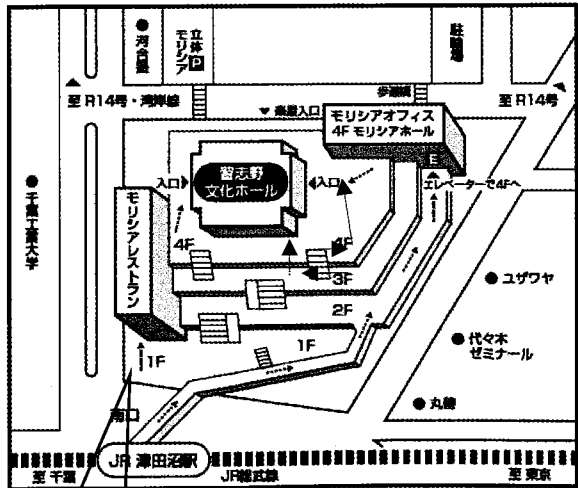 河合塾
立体
モリシア P
駐輪場
至 R14号・湾岸線
歩道橋
至 R14号
楽屋入口
モリシアオフィス
4F モリシアホール
E
エレベーターで4Fへ
入口
習志野
文化ホール
入口
千葉工業大学
モリシアレストラン
4F
4F
3F
2F
1F
1F
ユザワヤ
代々木
ゼミナール
丸善
南口
JR 津田沼駅
至 千葉
JR総武線
至 東京